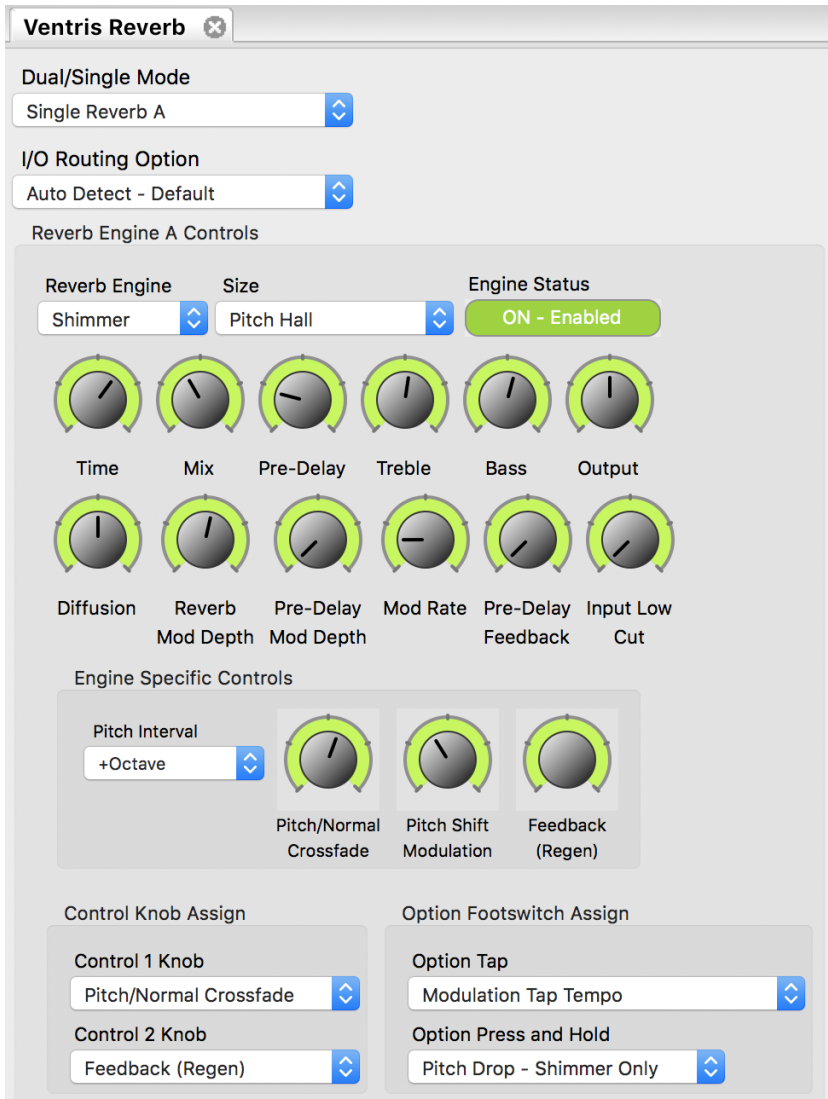 Ventris Reverb
Dual/Single Mode
Single Reverb A
I/O Routing Option
Auto Detect - Default
Reverb Engine A Controls
Reverb Engine
Size
Engine Status
Shimmer
Pitch Hall
ON - Enabled
Time
Mix
Pre-Delay
Treble
Bass
Output
Diffusion
Reverb
Mod Depth
Pre-Delay
Mod Depth
Mod Rate
Pre-Delay
Feedback
Input Low
Cut
Engine Specific Controls
Pitch Interval
+Octave
Pitch/Normal
Crossfade
Pitch Shift
Modulation
Feedback
(Regen)
Control Knob Assign
Control 1 Knob
Pitch/Normal Crossfade
Control 2 Knob
Feedback (Regen)
Option Footswitch Assign
Option Tap
Modulation Tap Tempo
Option Press and Hold
Pitch Drop - Shimmer Only